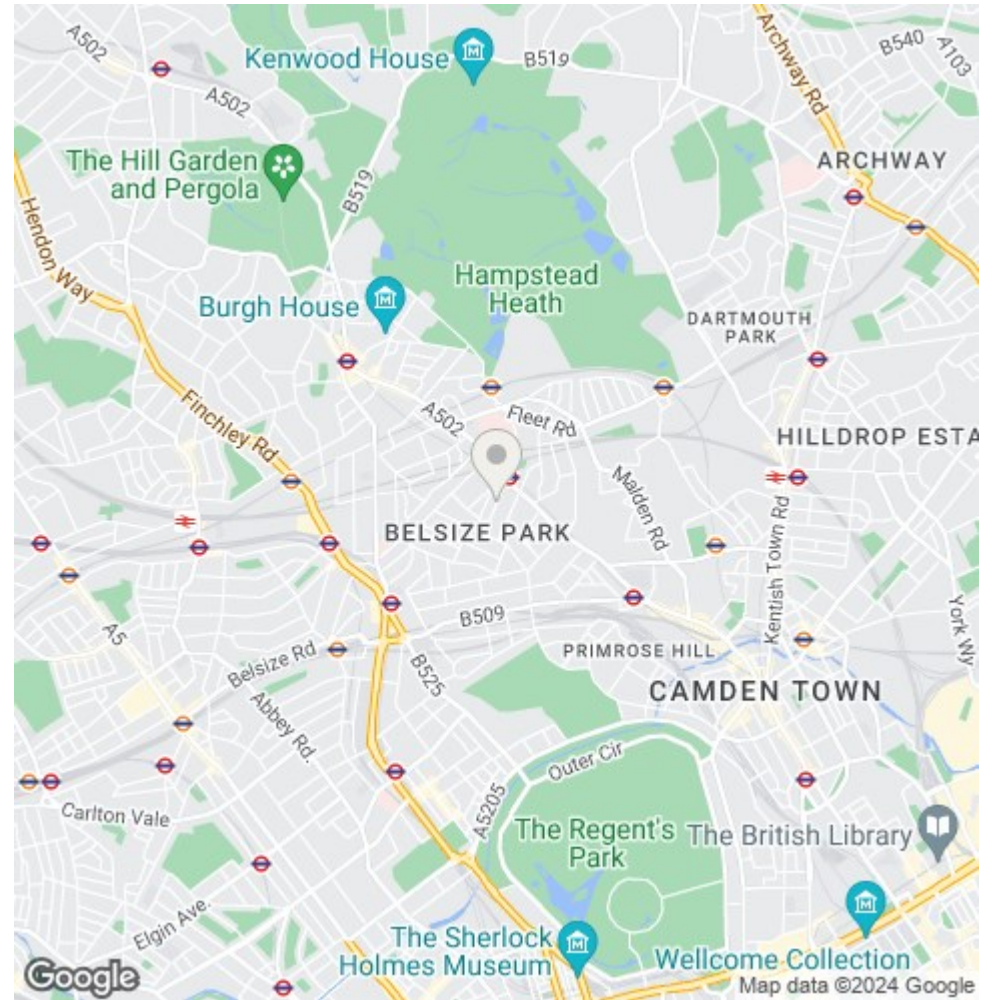 A502
Kenwood House
B519
Archway Rd
B540
A103
A502
The Hill Garden
and Pergola
B519
ARCHWAY
Hendon Way
Hampstead
Heath
Burgh House
DARTMOUTH
PARK
A502
Fleet Rd
Finchley Rd
HILLDROP ESTA
Malden Rd
BELSIZE PARK
Kentish Town Rd
York Wy
B509
A5
Belsize Rd
PRIMROSE HILL
B525
CAMDEN TOWN
Abbey Rd.
Outer Cir
A5205
Carlton Vale
The Regent's
Park
The British Library
Elgin Ave.
The Sherlock
Holmes Museum
Wellcome Collection
Google
Map data ©2024 Google